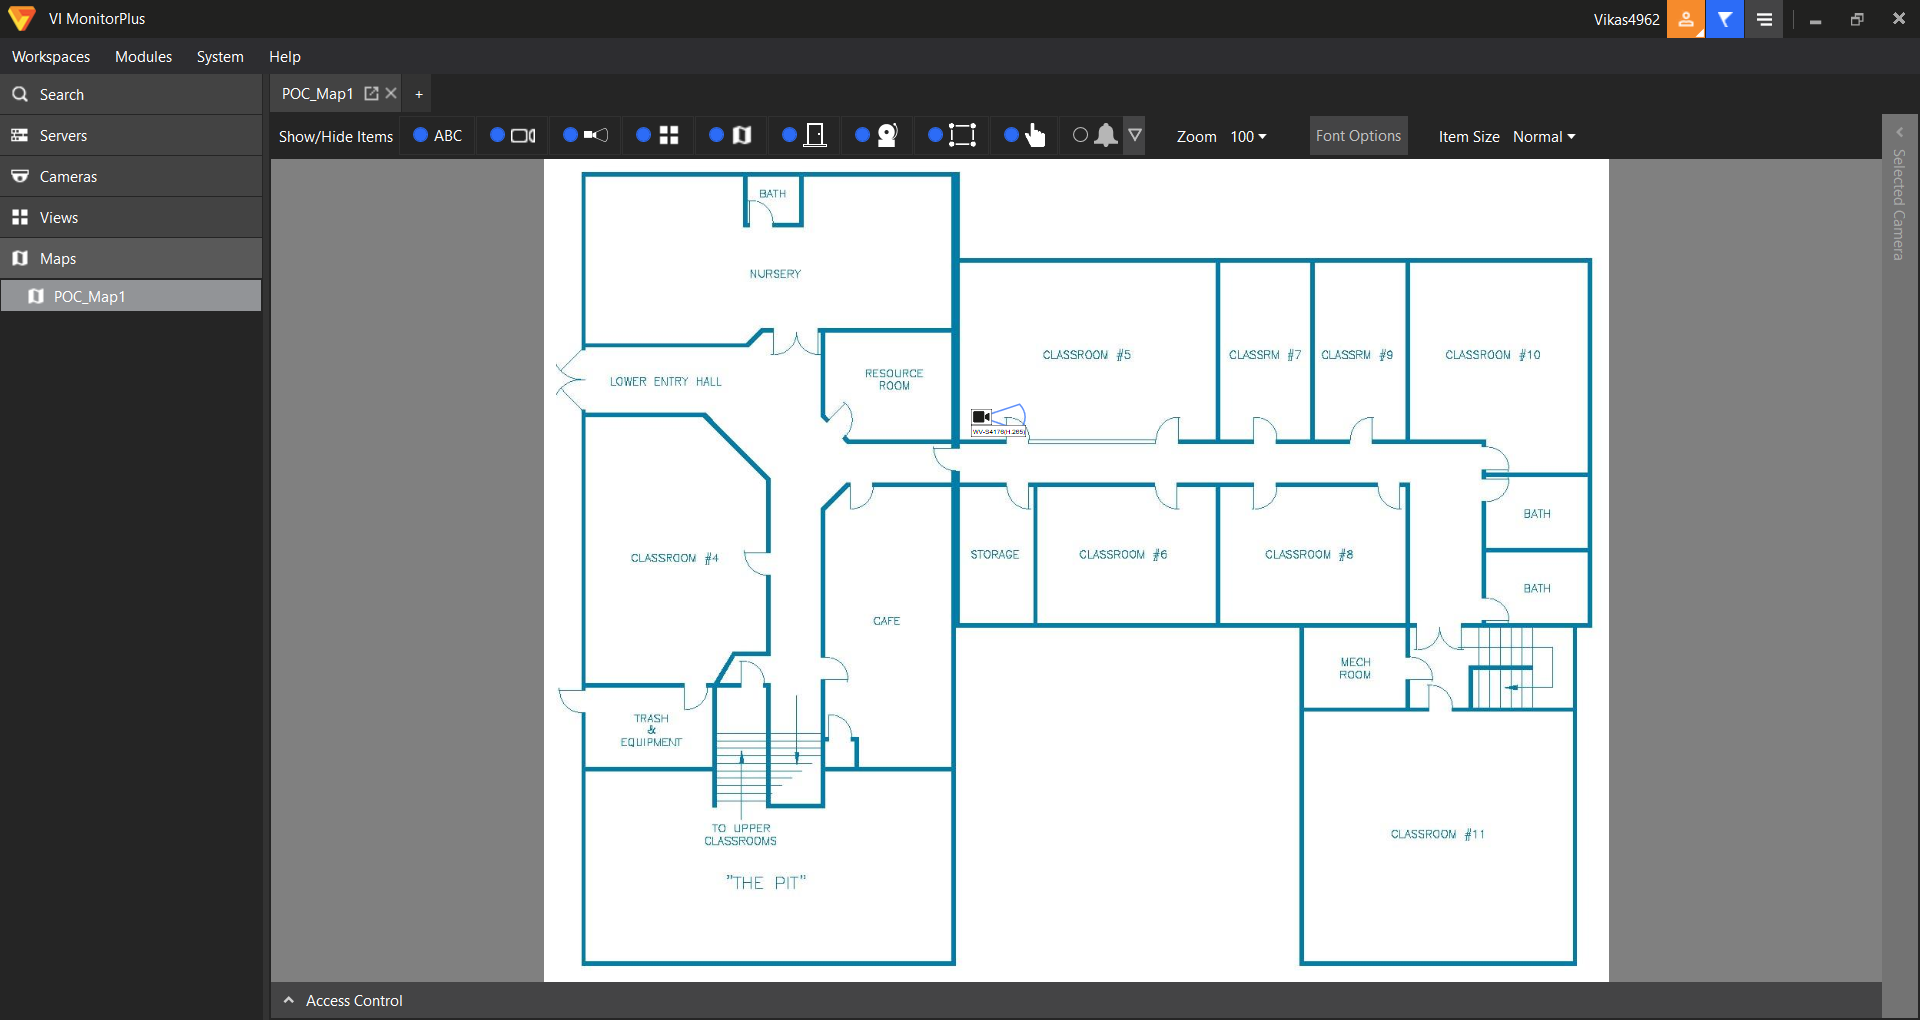 VI MonitorPlus
Vikas4962
Workspaces Modules System Help
Search
Servers
Cameras
Views
Maps
POC_Map1
POC_Map1 +
Show/Hide Items ABC Zoom 100 Font Options Item Size Normal
Selected Camera
BATH
NURSERY
LOWER ENTRY HALL
RESOURCE
ROOM
CLASSROOM #5
CLASSRM #7
CLASSRM #9
CLASSROOM #10
WV-S4176(H.265)
CLASSROOM #4
CAFE
STORAGE
CLASSROOM #6
CLASSROOM #8
BATH
BATH
MECH
ROOM
TRASH
&
EQUIPMENT
TO UPPER
CLASSROOMS
"THE PIT"
CLASSROOM #11
Access Control